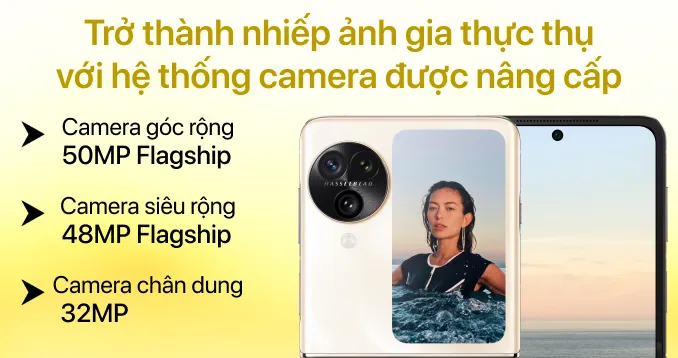 Trở thành nhiếp ảnh gia thực thụ
với hệ thống camera được nâng cấp
Camera góc rộng
50MP Flagship
Camera siêu rộng
48MP Flagship
Camera chân dung
32MP
HASSELBLAD